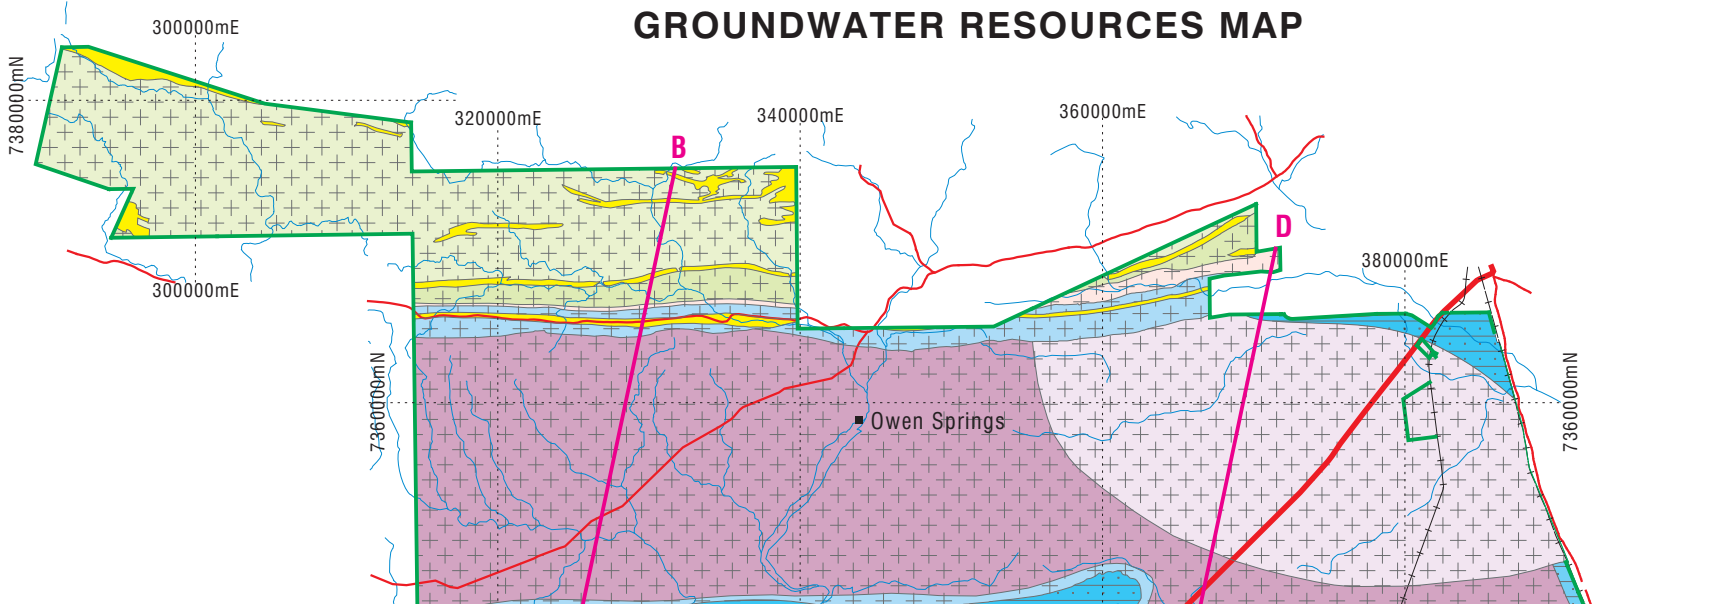 GROUNDWATER RESOURCES MAP
300000mE
7380000mN
320000mE
340000mE
360000mE
B
D
380000mE
300000mE
7360000mN
7360000mN
Owen Springs